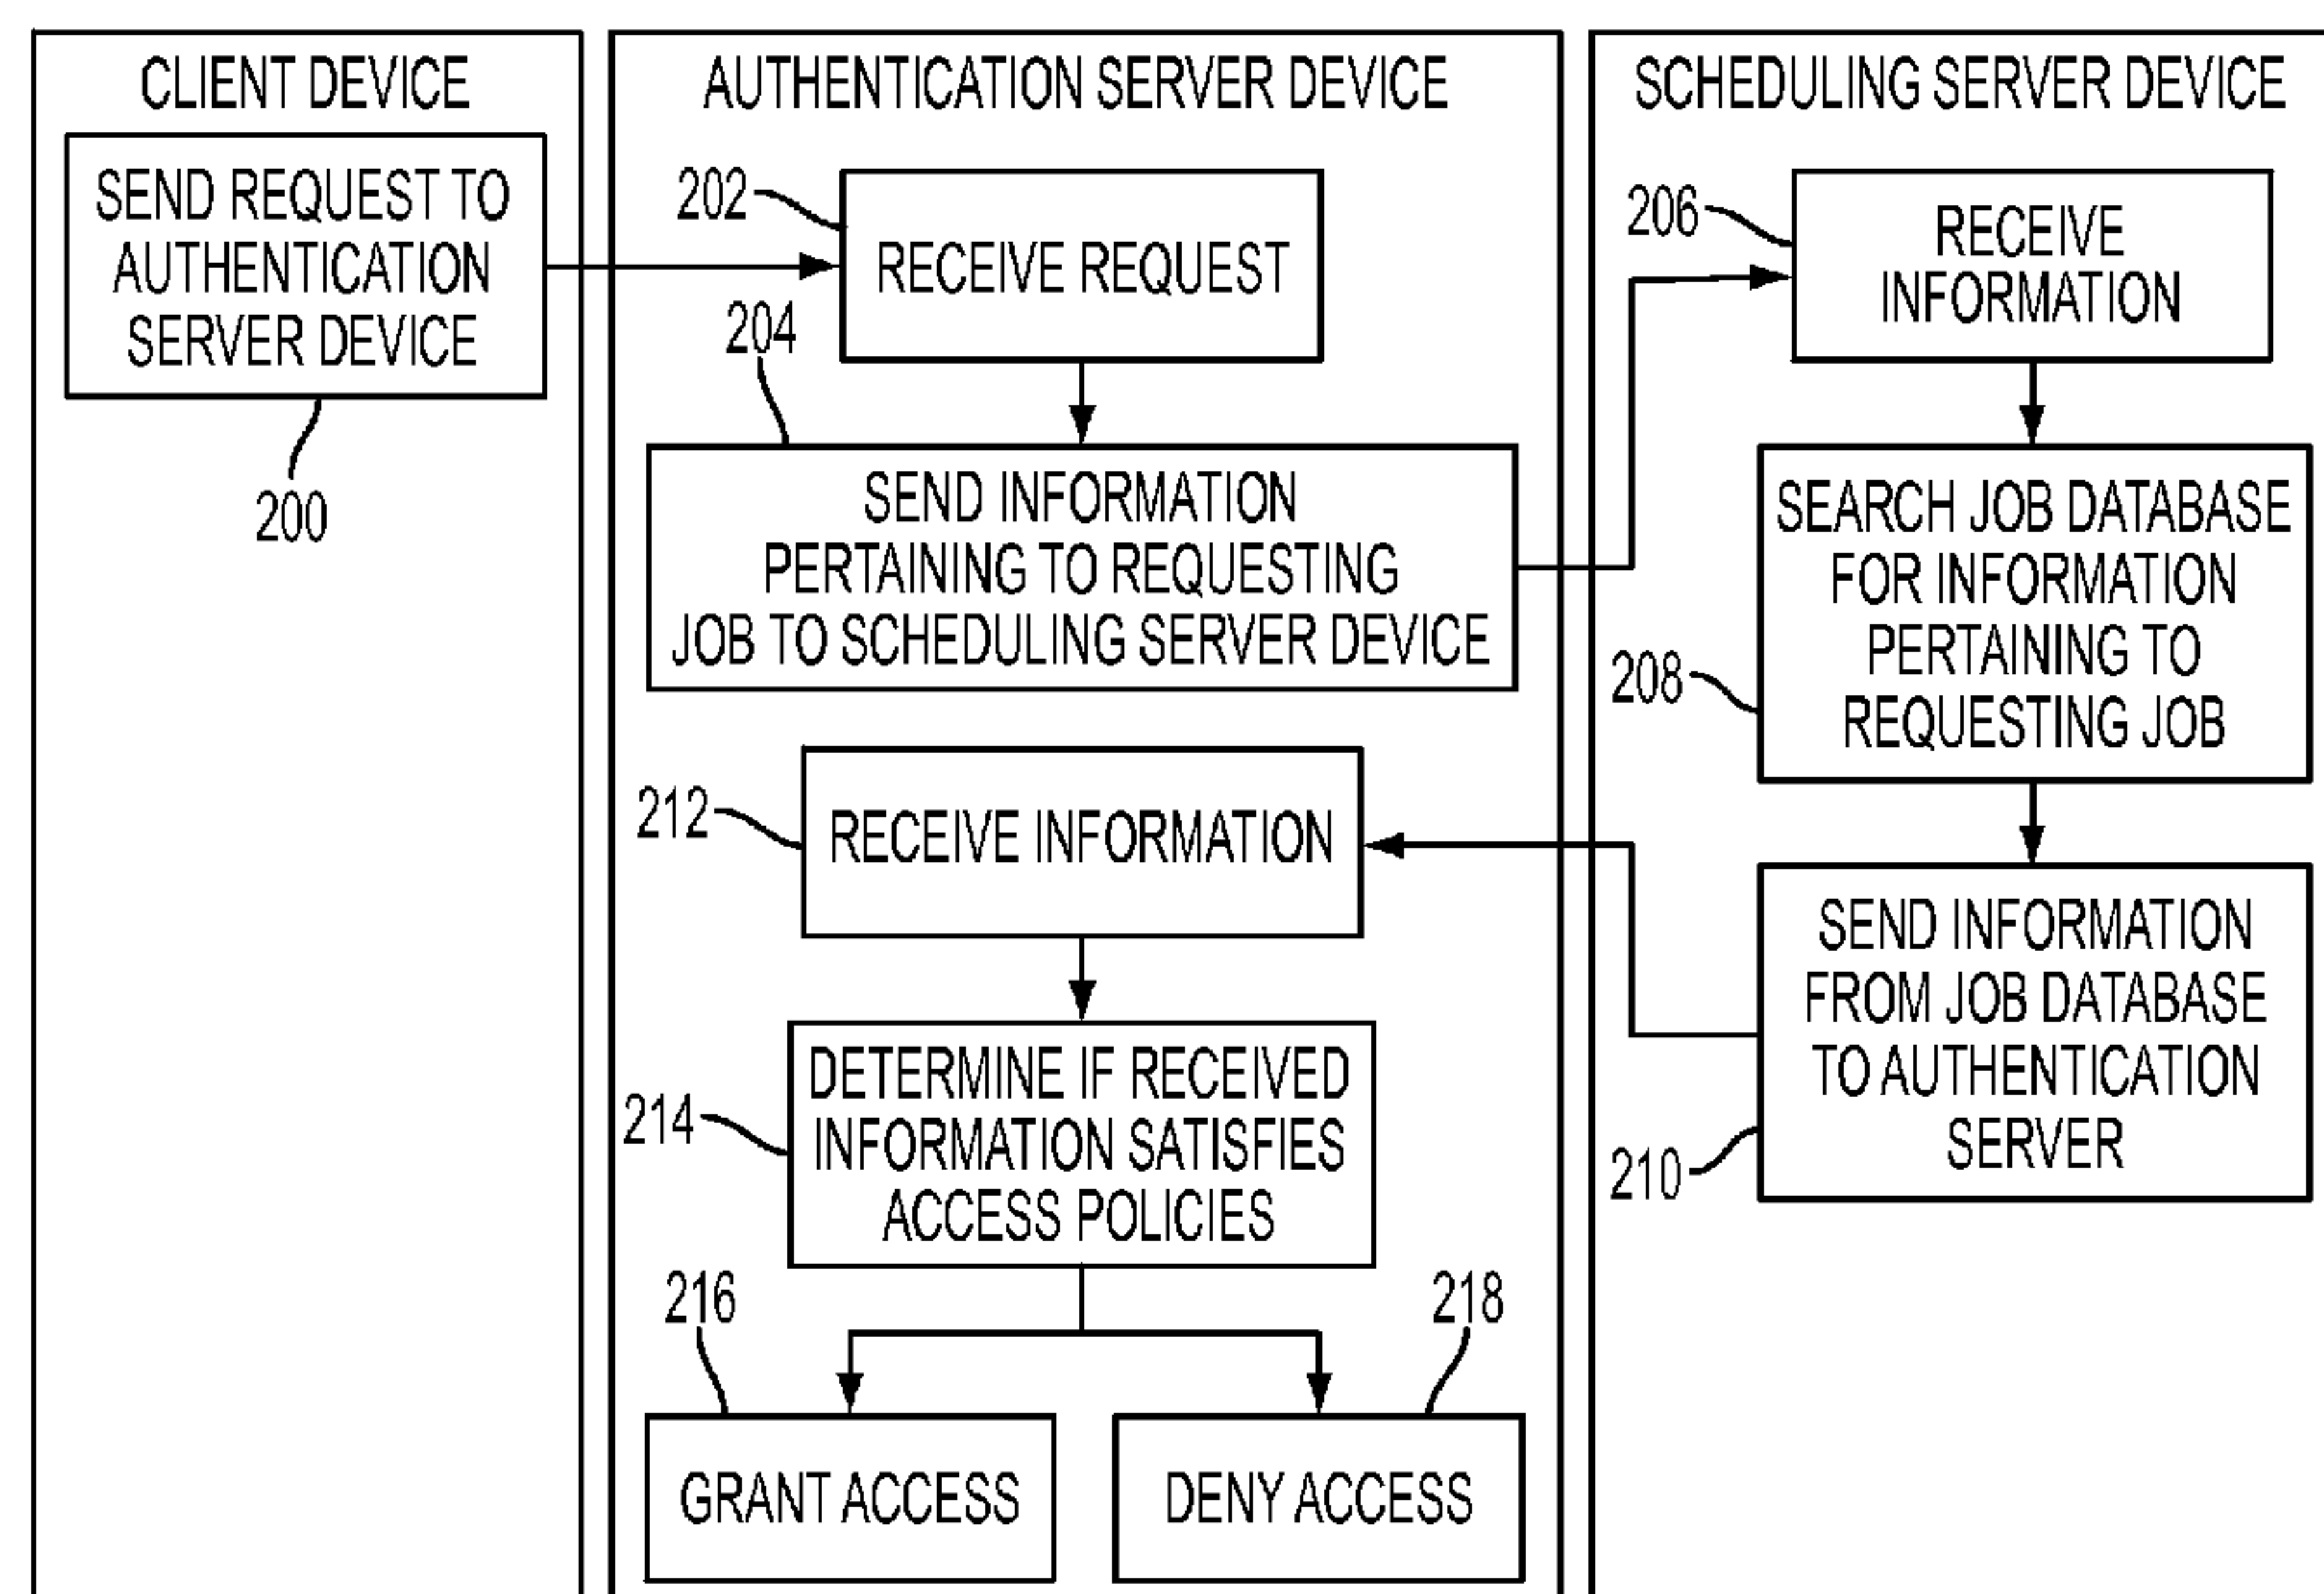 CLIENT DEVICE
SEND REQUEST TO
AUTHENTICATION
SERVER DEVICE
200
AUTHENTICATION SERVER DEVICE
202
RECEIVE REQUEST
204
SEND INFORMATION
PERTAINING TO REQUESTING
JOB TO SCHEDULING SERVER DEVICE
SCHEDULING SERVER DEVICE
206
RECEIVE
INFORMATION
208
SEARCH JOB DATABASE
FOR INFORMATION
PERTAINING TO
REQUESTING JOB
210
SEND INFORMATION
FROM JOB DATABASE
TO AUTHENTICATION
SERVER
212
RECEIVE INFORMATION
214
DETERMINE IF RECEIVED
INFORMATION SATISFIES
ACCESS POLICIES
216
GRANT ACCESS
218
DENY ACCESS